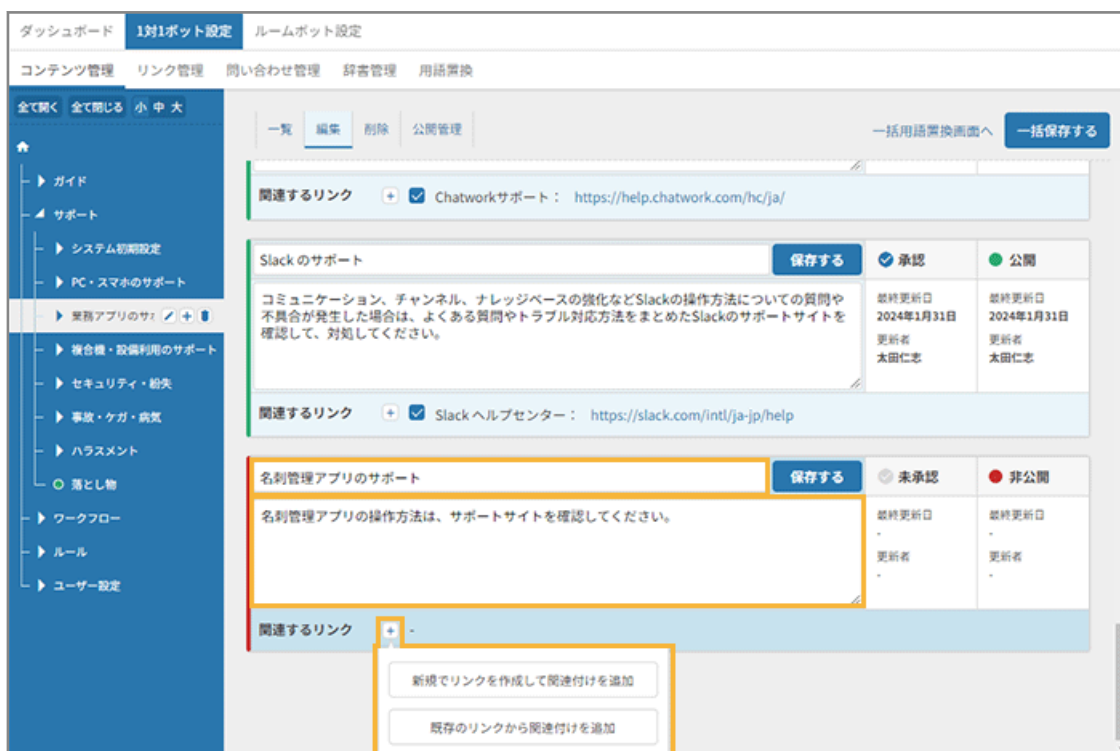 ダッシュボード 1対1ボット設定 ルームボット設定
コンテンツ管理 リンク管理 問い合わせ管理 辞書管理 用語置換
全て開く 全て閉じる 小 中 大
一覧 編集 削除 公開管理 一括用語置換画面へ 一括保存する
ガイド
サポート
システム初期設定
PC・スマホのサポート
業務アプリのサ
複合機・設備利用のサポート
セキュリティ・紛失
事故・ケガ・病気
ハラスメント
落とし物
ワークフロー
ルール
ユーザー設定
関連するリンク + Chatworkサポート： https://help.chatwork.com/hc/ja/
Slack のサポート 保存する 承認 公開
コミュニケーション、チャンネル、ナレッジベースの強化などSlackの操作方法についての質問や
不具合が発生した場合は、よくある質問やトラブル対応方法をまとめたSlackのサポートサイトを
確認して、対処してください。
最終更新日 最終更新日
2024年1月31日 2024年1月31日
更新者 更新者
太田仁志 太田仁志
関連するリンク + Slack ヘルプセンター： https://slack.com/intl/ja-jp/help
名刺管理アプリのサポート 保存する 未承認 非公開
名刺管理アプリの操作方法は、サポートサイトを確認してください。
最終更新日 最終更新日
- -
更新者 更新者
- -
関連するリンク + -
新規でリンクを作成して関連付けを追加
既存のリンクから関連付けを追加